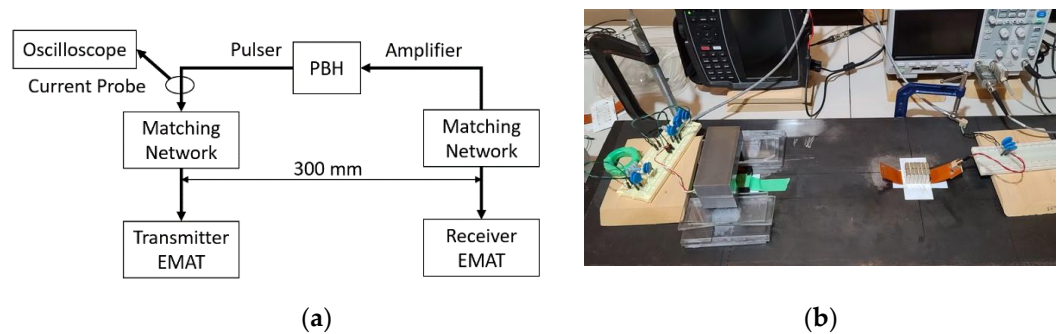 Oscilloscope
Pulser
PBH
Amplifier
Current Probe
Matching
Network
Matching
Network
300 mm
Transmitter
EMAT
Receiver
EMAT
(a)
(b)